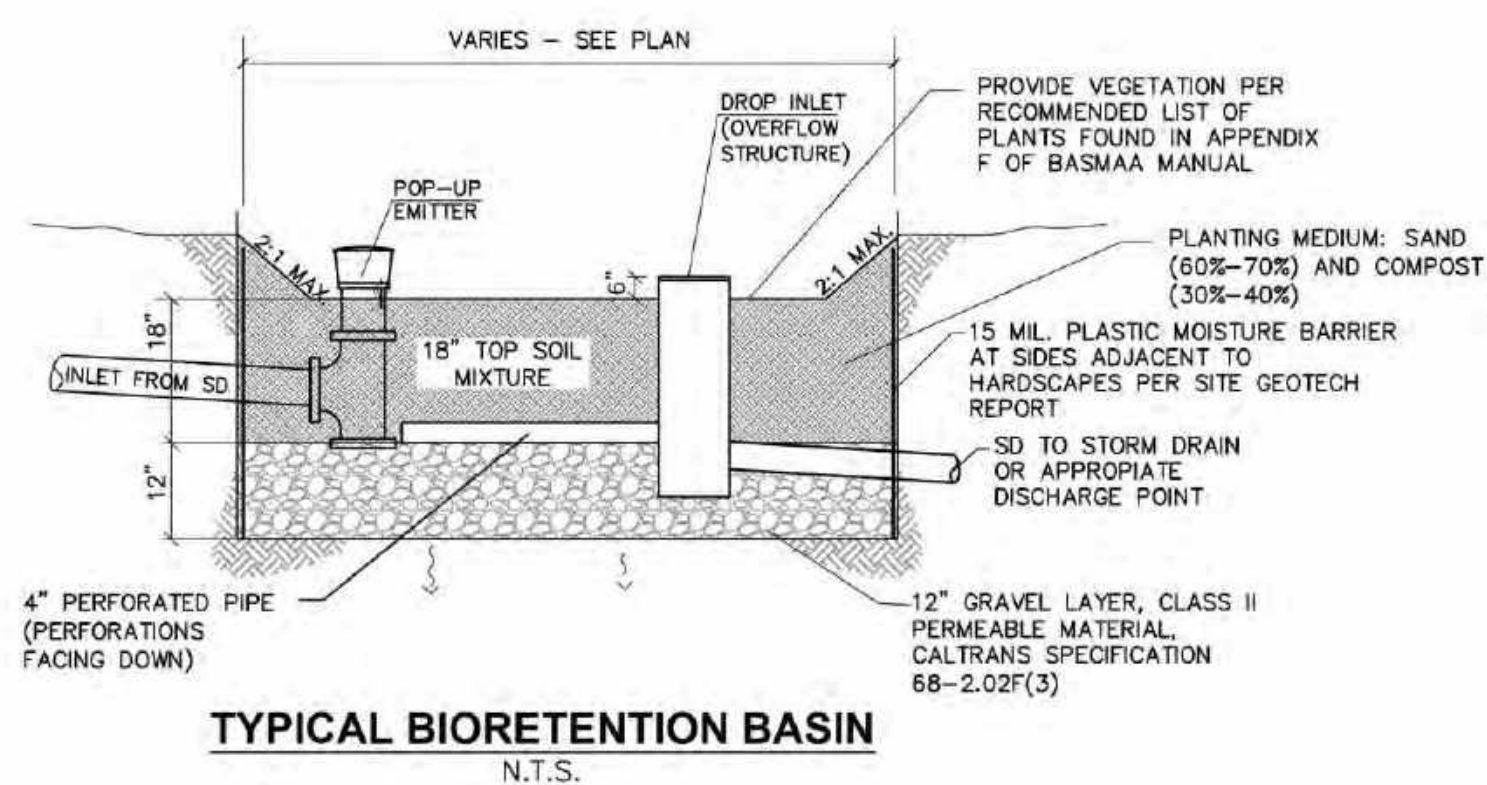 VARIES – SEE PLAN
DROP INLET
(OVERFLOW
STRUCTURE)
PROVIDE VEGETATION PER
RECOMMENDED LIST OF
PLANTS FOUND IN APPENDIX
F OF BASMAA MANUAL
POP-UP
EMITTER
2:1 MAX.
6"
2:1 MAX.
PLANTING MEDIUM: SAND
(60%-70%) AND COMPOST
(30%-40%)
18"
18" TOP SOIL
MIXTURE
INLET FROM SD
15 MIL. PLASTIC MOISTURE BARRIER
AT SIDES ADJACENT TO
HARDSCAPES PER SITE GEOTECH
REPORT
12"
SD TO STORM DRAIN
OR APPROPIATE
DISCHARGE POINT
4" PERFORATED PIPE
(PERFORATIONS
FACING DOWN)
12" GRAVEL LAYER, CLASS II
PERMEABLE MATERIAL,
CALTRANS SPECIFICATION
68-2.02F(3)
TYPICAL BIORETENTION BASIN
N.T.S.